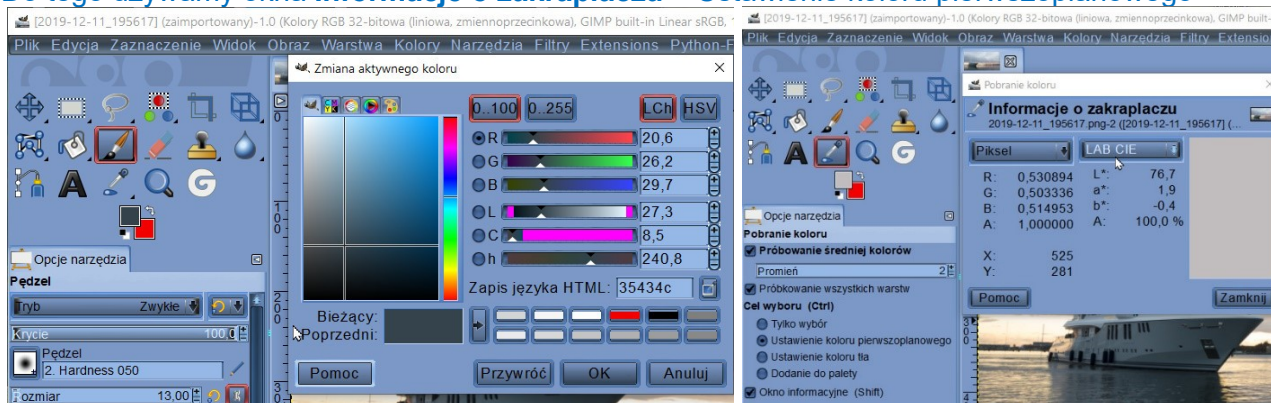 Do tego używamy okna Informacje o zakraplacza – Ustawienie koloru pierwszoplanowego
[2019-12-11_195617] (zaimportowany)-1.0 (Kolory RGB 32-bitowa (liniowa, zmiennoprzecinkowa), GIMP built-in Linear sRGB,
Plik Edycja Zaznaczenie Widok Obraz Warstwa Kolory Narzędzia Filtry Extensions Python-F
Zmiana aktywnego koloru
0..100 0..255 LCh HSV
R 20,6
G 26,2
B 29,7
L 27,3
C 8,5
h 240,8
Zapis języka HTML: 35434c
Bieżący:
Poprzedni:
Pomoc Przywróć OK Anuluj
Opcje narzędzia
Pędzel
Tryb Zwykłe
Krycie 100,0
Pędzel
2. Hardness 050
ozmiar 13,00
[2019-12-11_195617] (zaimportowany)-1.0 (Kolory RGB 32-bitowa (liniowa, zmiennoprzecinkowa), GIMP built-
Plik Edycja Zaznaczenie Widok Obraz Warstwa Kolory Narzędzia Filtry Extensio
Pobranie koloru
Informacje o zakraplaczu
2019-12-11_195617.png-2 ([2019-12-11_195617] (...
Piksel LAB CIE
R: 0,530894 L*: 76,7
G: 0,503336 a*: 1,9
B: 0,514953 b*: -0,4
A: 1,000000 A: 100,0 %
X: 525
Y: 281
Pomoc Zamknij
Opcje narzędzia
Pobranie koloru
Próbowanie średniej kolorów
Promień 2
Próbkowanie wszystkich warstw
Cel wyboru (Ctrl)
Tylko wybór
Ustawienie koloru pierwszoplanowego
Ustawienie koloru tła
Dodanie do palety
Okno informacyjne (Shift)